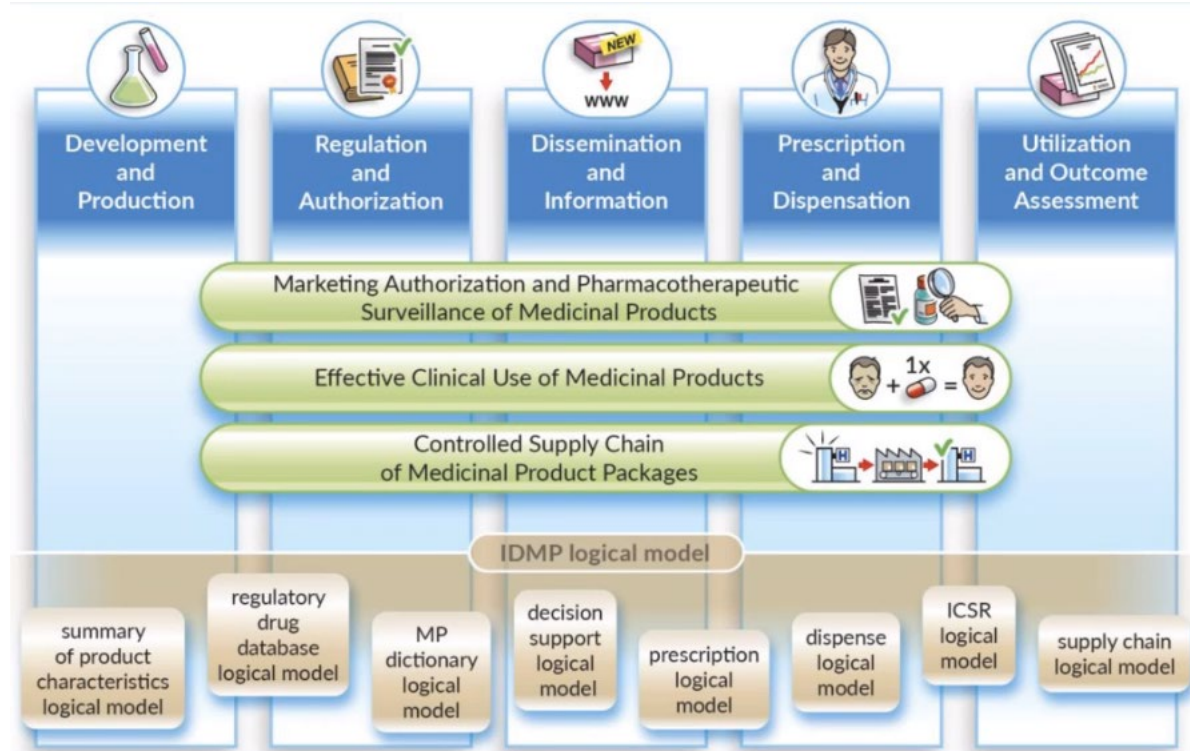 NEW
WWW
Development
and
Production
Regulation
and
Authorization
Dissemination
and
Information
Prescription
and
Dispensation
Utilization
and Outcome
Assessment
Marketing Authorization and Pharmacotherapeutic
Surveillance of Medicinal Products
Effective Clinical Use of Medicinal Products
1x
+ =
Controlled Supply Chain
of Medicinal Product Packages
H
H
IDMP logical model
summary
of product
characteristics
logical model
regulatory
drug
database
logical model
MP
dictionary
logical
model
decision
support
logical
model
prescription
logical
model
dispense
logical
model
ICSR
logical
model
supply chain
logical model